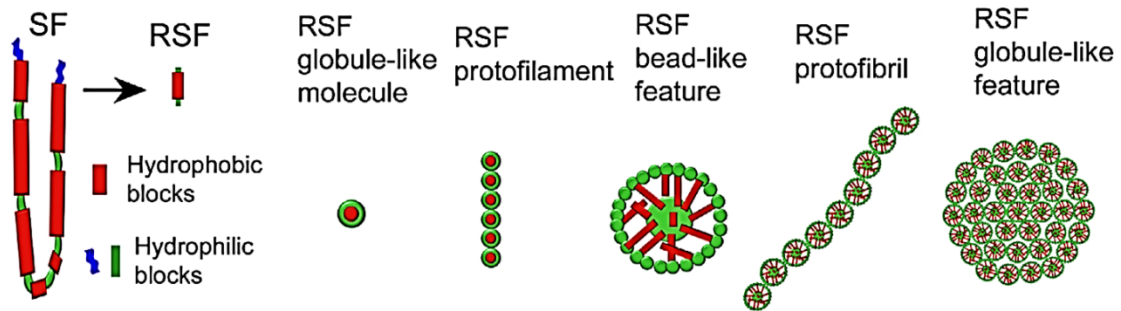 SF
RSF
RSF
globule-like
molecule
RSF
protofilament
RSF
bead-like
feature
RSF
protofibril
RSF
globule-like
feature
Hydrophobic
blocks
Hydrophilic
blocks